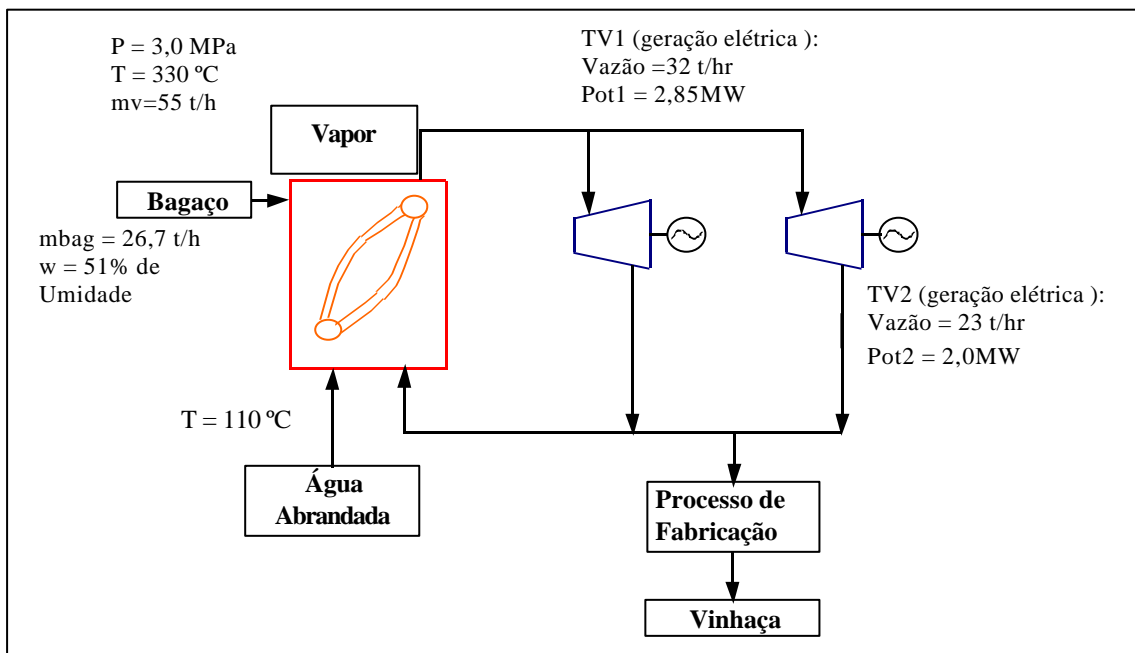 P = 3,0 MPa
T = 330 ºC
mv=55 t/h
TV1 (geração elétrica ):
Vazão =32 t/hr
Pot1 = 2,85MW
Vapor
Bagaço
mbag = 26,7 t/h
w = 51% de
Umidade
TV2 (geração elétrica ):
Vazão = 23 t/hr
Pot2 = 2,0MW
T = 110 ºC
Água
Abrandada
Processo de
Fabricação
Vinhaça